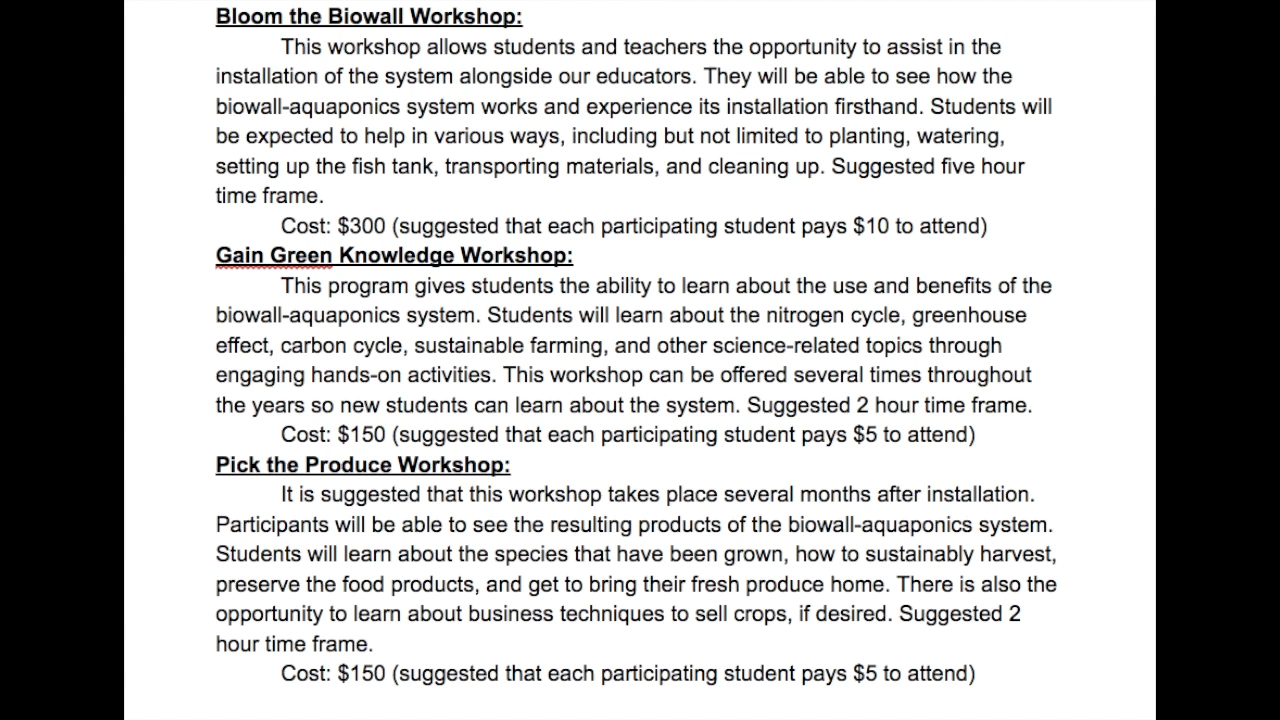 Bloom the Biowall Workshop:
This workshop allows students and teachers the opportunity to assist in the
installation of the system alongside our educators. They will be able to see how the
biowall-aquaponics system works and experience its installation firsthand. Students will
be expected to help in various ways, including but not limited to planting, watering,
setting up the fish tank, transporting materials, and cleaning up. Suggested five hour
time frame.
Cost: $300 (suggested that each participating student pays $10 to attend)
Gain Green Knowledge Workshop:
This program gives students the ability to learn about the use and benefits of the
biowall-aquaponics system. Students will learn about the nitrogen cycle, greenhouse
effect, carbon cycle, sustainable farming, and other science-related topics through
engaging hands-on activities. This workshop can be offered several times throughout
the years so new students can learn about the system. Suggested 2 hour time frame.
Cost: $150 (suggested that each participating student pays $5 to attend)
Pick the Produce Workshop:
It is suggested that this workshop takes place several months after installation.
Participants will be able to see the resulting products of the biowall-aquaponics system.
Students will learn about the species that have been grown, how to sustainably harvest,
preserve the food products, and get to bring their fresh produce home. There is also the
opportunity to learn about business techniques to sell crops, if desired. Suggested 2
hour time frame.
Cost: $150 (suggested that each participating student pays $5 to attend)